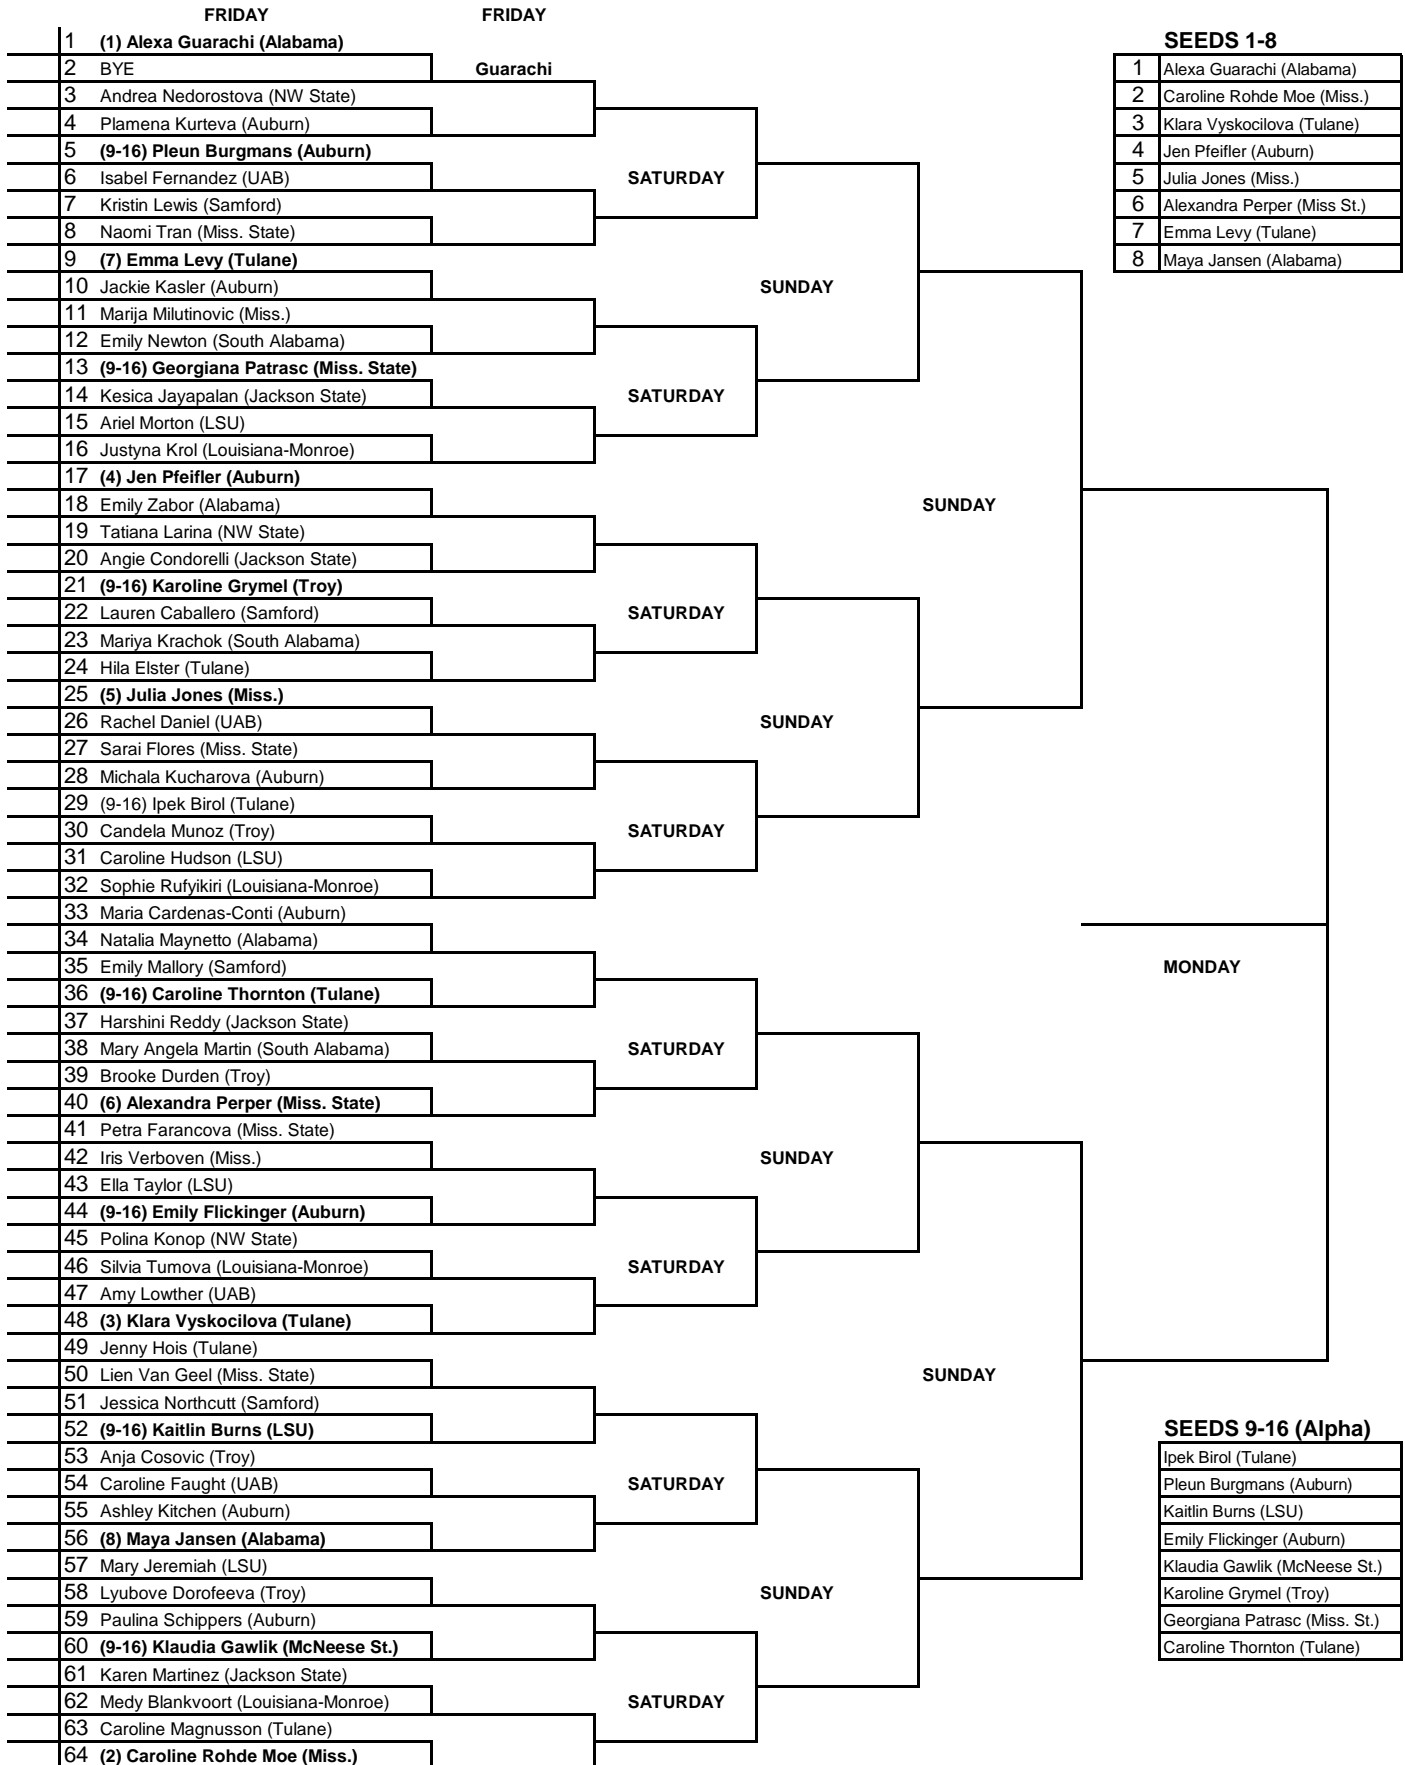 FRIDAY FRIDAY
1 (1) Alexa Guarachi (Alabama) SEEDS 1-8
2 BYE Guarachi 1 Alexa Guarachi (Alabama)
3 Andrea Nedorostova (NW State) 2 Caroline Rohde Moe (Miss.)
4 Plamena Kurteva (Auburn) 3 Klara Vyskocilova (Tulane)
5 (9-16) Pleun Burgmans (Auburn) 4 Jen Pfeifler (Auburn)
6 Isabel Fernandez (UAB) SATURDAY 5 Julia Jones (Miss.)
7 Kristin Lewis (Samford) 6 Alexandra Perper (Miss St.)
8 Naomi Tran (Miss. State) 7 Emma Levy (Tulane)
9 (7) Emma Levy (Tulane) 8 Maya Jansen (Alabama)
10 Jackie Kasler (Auburn) SUNDAY
11 Marija Milutinovic (Miss.)
12 Emily Newton (South Alabama)
13 (9-16) Georgiana Patrasc (Miss. State)
14 Kesica Jayapalan (Jackson State) SATURDAY
15 Ariel Morton (LSU)
16 Justyna Krol (Louisiana-Monroe)
17 (4) Jen Pfeifler (Auburn)
18 Emily Zabor (Alabama) SUNDAY
19 Tatiana Larina (NW State)
20 Angie Condorelli (Jackson State)
21 (9-16) Karoline Grymel (Troy)
22 Lauren Caballero (Samford) SATURDAY
23 Mariya Krachok (South Alabama)
24 Hila Elster (Tulane)
25 (5) Julia Jones (Miss.)
26 Rachel Daniel (UAB) SUNDAY
27 Sarai Flores (Miss. State)
28 Michala Kucharova (Auburn)
29 (9-16) Ipek Birol (Tulane)
30 Candela Munoz (Troy) SATURDAY
31 Caroline Hudson (LSU)
32 Sophie Rufyikiri (Louisiana-Monroe)
33 Maria Cardenas-Conti (Auburn)
34 Natalia Maynetto (Alabama)
35 Emily Mallory (Samford) MONDAY
36 (9-16) Caroline Thornton (Tulane)
37 Harshini Reddy (Jackson State)
38 Mary Angela Martin (South Alabama) SATURDAY
39 Brooke Durden (Troy)
40 (6) Alexandra Perper (Miss. State)
41 Petra Farancova (Miss. State)
42 Iris Verboven (Miss.) SUNDAY
43 Ella Taylor (LSU)
44 (9-16) Emily Flickinger (Auburn)
45 Polina Konop (NW State)
46 Silvia Tumova (Louisiana-Monroe) SATURDAY
47 Amy Lowther (UAB)
48 (3) Klara Vyskocilova (Tulane)
49 Jenny Hois (Tulane)
50 Lien Van Geel (Miss. State) SUNDAY
51 Jessica Northcutt (Samford)
52 (9-16) Kaitlin Burns (LSU) SEEDS 9-16 (Alpha)
53 Anja Cosovic (Troy) Ipek Birol (Tulane)
54 Caroline Faught (UAB) SATURDAY Pleun Burgmans (Auburn)
55 Ashley Kitchen (Auburn) Kaitlin Burns (LSU)
56 (8) Maya Jansen (Alabama) Emily Flickinger (Auburn)
57 Mary Jeremiah (LSU) Klaudia Gawlik (McNeese St.)
58 Lyubove Dorofeeva (Troy) SUNDAY Karoline Grymel (Troy)
59 Paulina Schippers (Auburn) Georgiana Patrasc (Miss. St.)
60 (9-16) Klaudia Gawlik (McNeese St.) Caroline Thornton (Tulane)
61 Karen Martinez (Jackson State)
62 Medy Blankvoort (Louisiana-Monroe) SATURDAY
63 Caroline Magnusson (Tulane)
64 (2) Caroline Rohde Moe (Miss.)